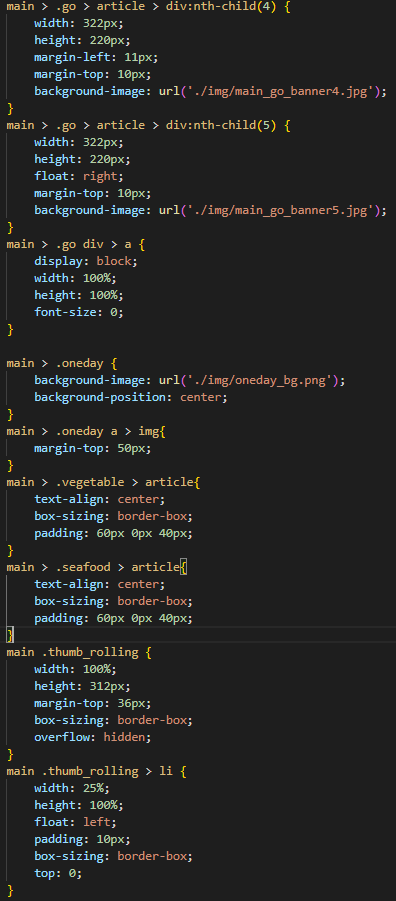 main > .go > article > div:nth-child(4) {
    width: 322px;
    height: 220px;
    margin-left: 11px;
    margin-top: 10px;
    background-image: url('./img/main_go_banner4.jpg');
}
main > .go > article > div:nth-child(5) {
    width: 322px;
    height: 220px;
    float: right;
    margin-top: 10px;
    background-image: url('./img/main_go_banner5.jpg');
}
main > .go div > a {
    display: block;
    width: 100%;
    height: 100%;
    font-size: 0;
}

main > .oneday {
    background-image: url('./img/oneday_bg.png');
    background-position: center;
}
main > .oneday a > img{
    margin-top: 50px;
}
main > .vegetable > article{
    text-align: center;
    box-sizing: border-box;
    padding: 60px 0px 40px;
}
main > .seafood > article{
    text-align: center;
    box-sizing: border-box;
    padding: 60px 0px 40px;
}
main .thumb_rolling {
    width: 100%;
    height: 312px;
    margin-top: 36px;
    box-sizing: border-box;
    overflow: hidden;
}
main .thumb_rolling > li {
    width: 25%;
    height: 100%;
    float: left;
    padding: 10px;
    box-sizing: border-box;
    top: 0;
}